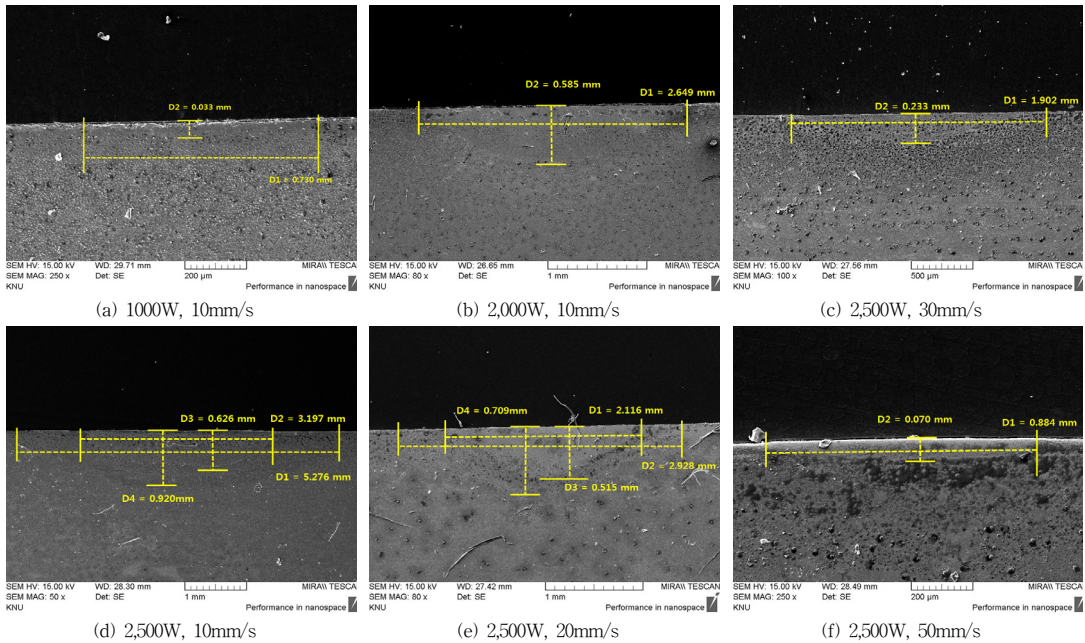 D2 = 0.033 mm
D1 = 0.730 mm
SEM HV: 15.00 kV WD: 29.71 mm
SEM MAG: 250 x Det: SE 200 µm MIRA\\ TESCA
KNU Performance in nanospace
(a) 1000W, 10mm/s
D2 = 0.585 mm
D1 = 2.649 mm
SEM HV: 15.00 kV WD: 26.65 mm
SEM MAG: 80 x Det: SE 1 mm MIRA\\ TESCA
KNU Performance in nanospace
(b) 2,000W, 10mm/s
D2 = 0.233 mm
D1 = 1.902 mm
SEM HV: 15.00 kV WD: 27.56 mm
SEM MAG: 100 x Det: SE 500 µm MIRA\\ TESCA
KNU Performance in nanospace
(c) 2,500W, 30mm/s
D3 = 0.626 mm D2 = 3.197 mm
D1 = 5.276 mm
D4 = 0.920mm
SEM HV: 15.00 kV WD: 28.30 mm
SEM MAG: 50 x Det: SE 1 mm MIRA\\ TESCA
KNU Performance in nanospace
(d) 2,500W, 10mm/s
D4 = 0.709mm D1 = 2.116 mm
D2 = 2.928 mm
D3 = 0.515 mm
SEM HV: 15.00 kV WD: 27.42 mm
SEM MAG: 80 x Det: SE 1 mm MIRA\\ TESCAN
KNU Performance in nanospace
(e) 2,500W, 20mm/s
D2 = 0.070 mm D1 = 0.884 mm
SEM HV: 15.00 kV WD: 28.49 mm
SEM MAG: 250 x Det: SE 200 µm MIRA\\ TESCA
KNU Performance in nanospace
(f) 2,500W, 50mm/s